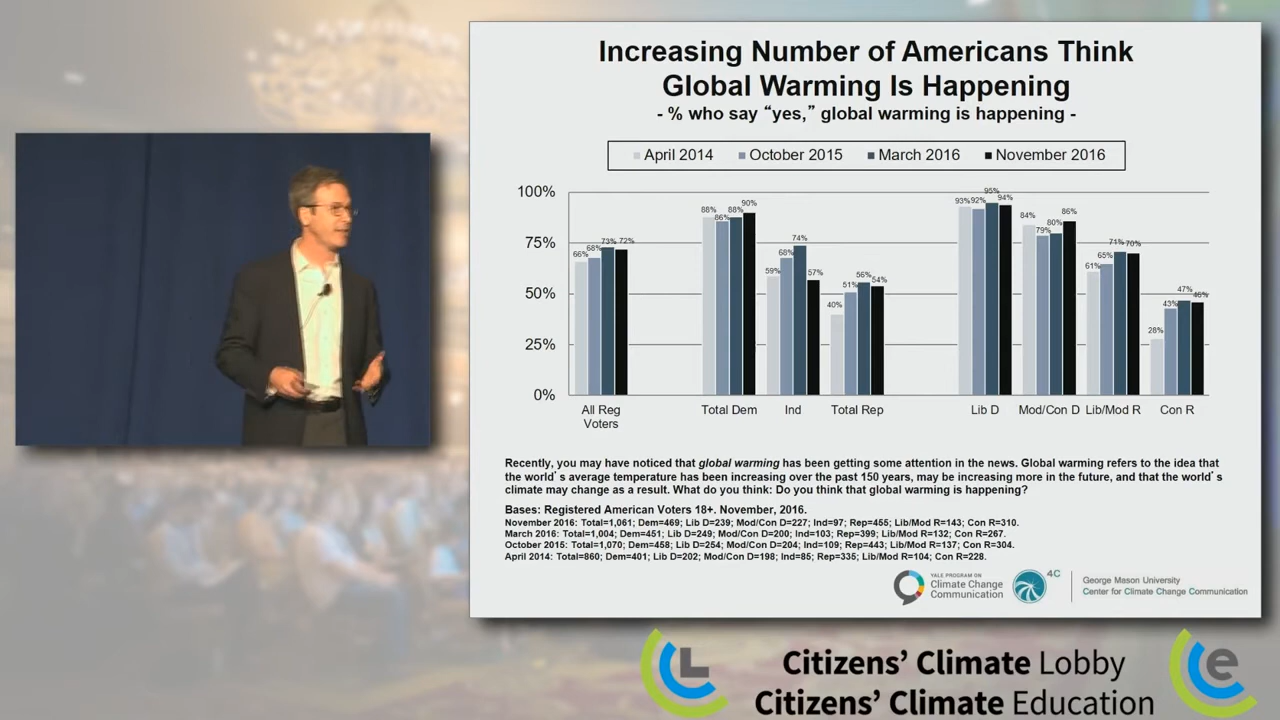 Increasing Number of Americans Think
Global Warming Is Happening
- % who say “yes,” global warming is happening -
April 2014 October 2015 March 2016 November 2016
100%
75%
50%
25%
0%
66% 68% 73% 72%
88% 86% 88% 90%
59% 68% 74% 57%
40% 51% 56% 54%
93% 92% 95% 94%
84% 79% 80% 86%
61% 65% 71% 70%
28% 43% 47% 46%
All Reg
Voters
Total Dem Ind Total Rep Lib D Mod/Con D Lib/Mod R Con R
Recently, you may have noticed that global warming has been getting some attention in the news. Global warming refers to the idea that
the world’s average temperature has been increasing over the past 150 years, may be increasing more in the future, and that the world’s
climate may change as a result. What do you think: Do you think that global warming is happening?
Bases: Registered American Voters 18+. November, 2016.
November 2016: Total=1,061; Dem=469; Lib D=239; Mod/Con D=227; Ind=97; Rep=455; Lib/Mod R=143; Con R=310.
March 2016: Total=1,004; Dem=451; Lib D=249; Mod/Con D=200; Ind=103; Rep=399; Lib/Mod R=132; Con R=267.
October 2015: Total=1,070; Dem=458; Lib D=254; Mod/Con D=204; Ind=109; Rep=443; Lib/Mod R=137; Con R=304.
April 2014: Total=860; Dem=401; Lib D=202; Mod/Con D=198; Ind=85; Rep=335; Lib/Mod R=104; Con R=228.
YALE PROGRAM ON
Climate Change
Communication
4C
George Mason University
Center for Climate Change Communication
L
Citizens’ Climate Lobby
Citizens’ Climate Education
e